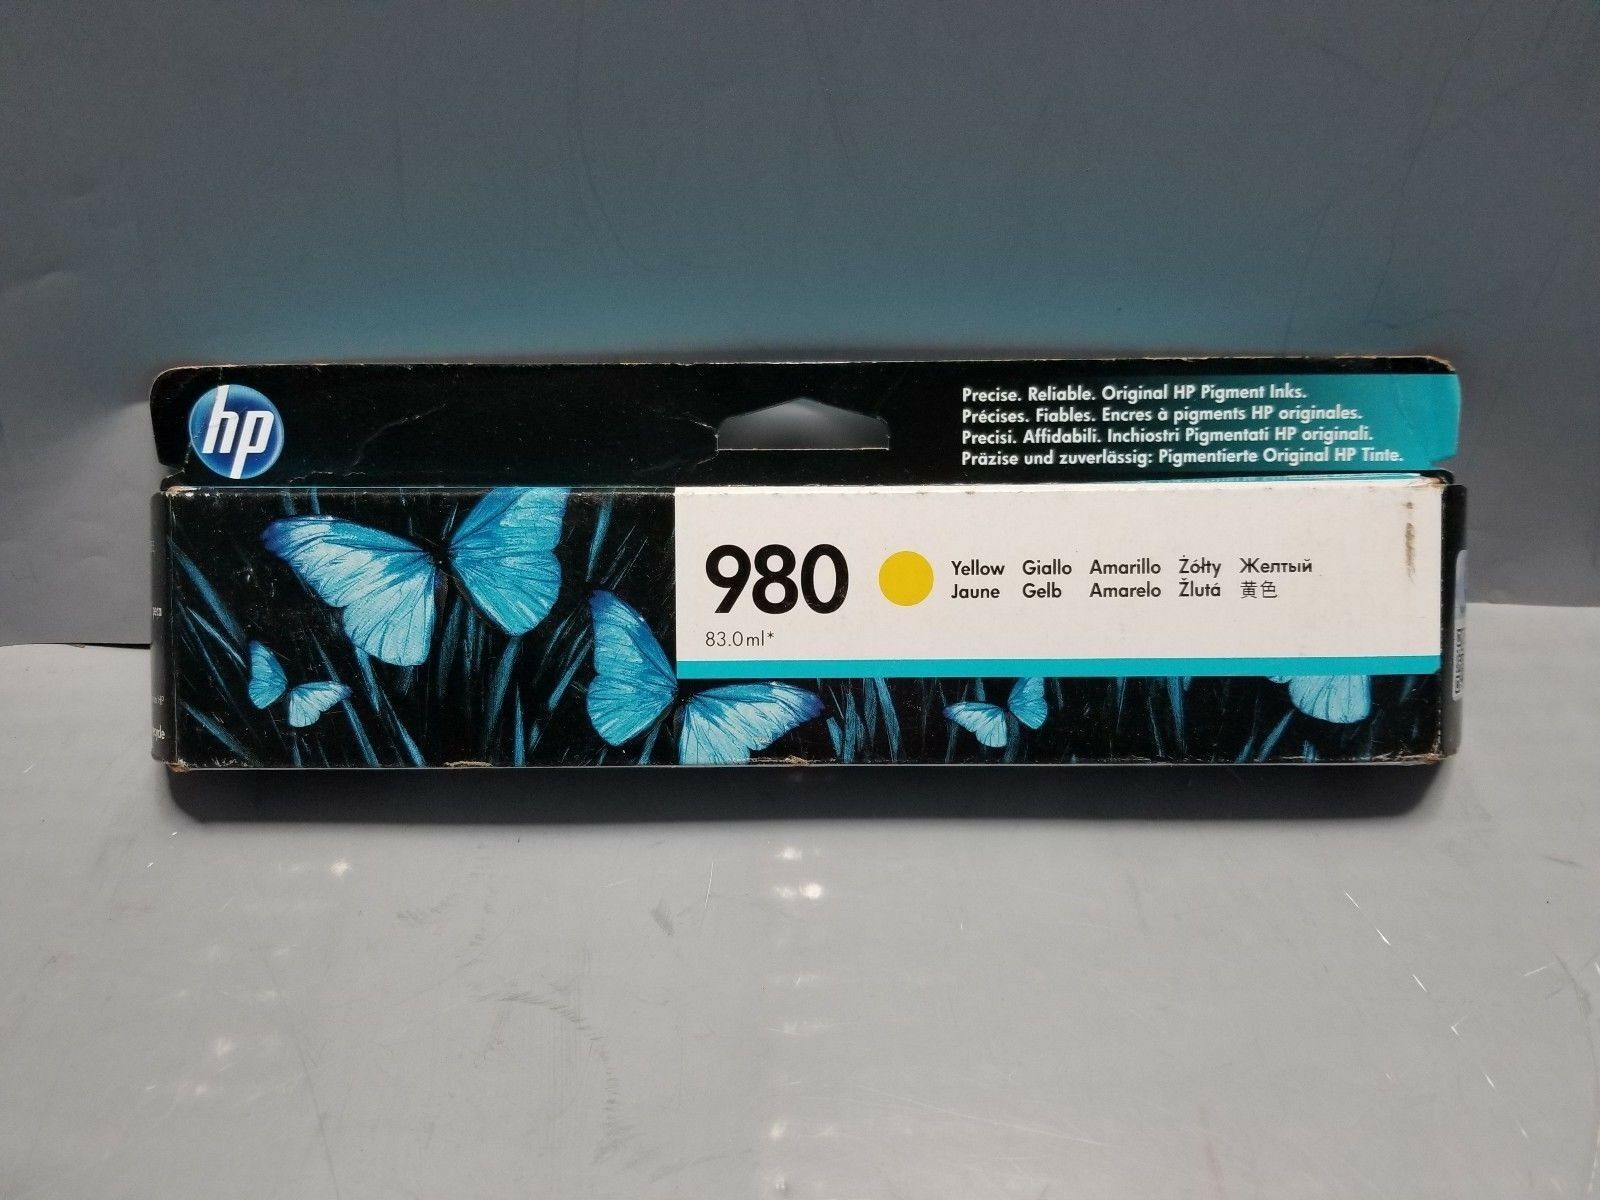 hp
Precise. Reliable. Original HP Pigment Inks.
Précises. Fiables. Encres à pigments HP originales.
Precisi. Affidabili. Inchiostri Pigmentati HP originali.
Präzise und zuverlässig: Pigmentierte Original HP Tinte.
980
Yellow Giallo Amarillo Żółty Желтый
Jaune Gelb Amarelo Žlutá 黄色
83.0ml*
HP